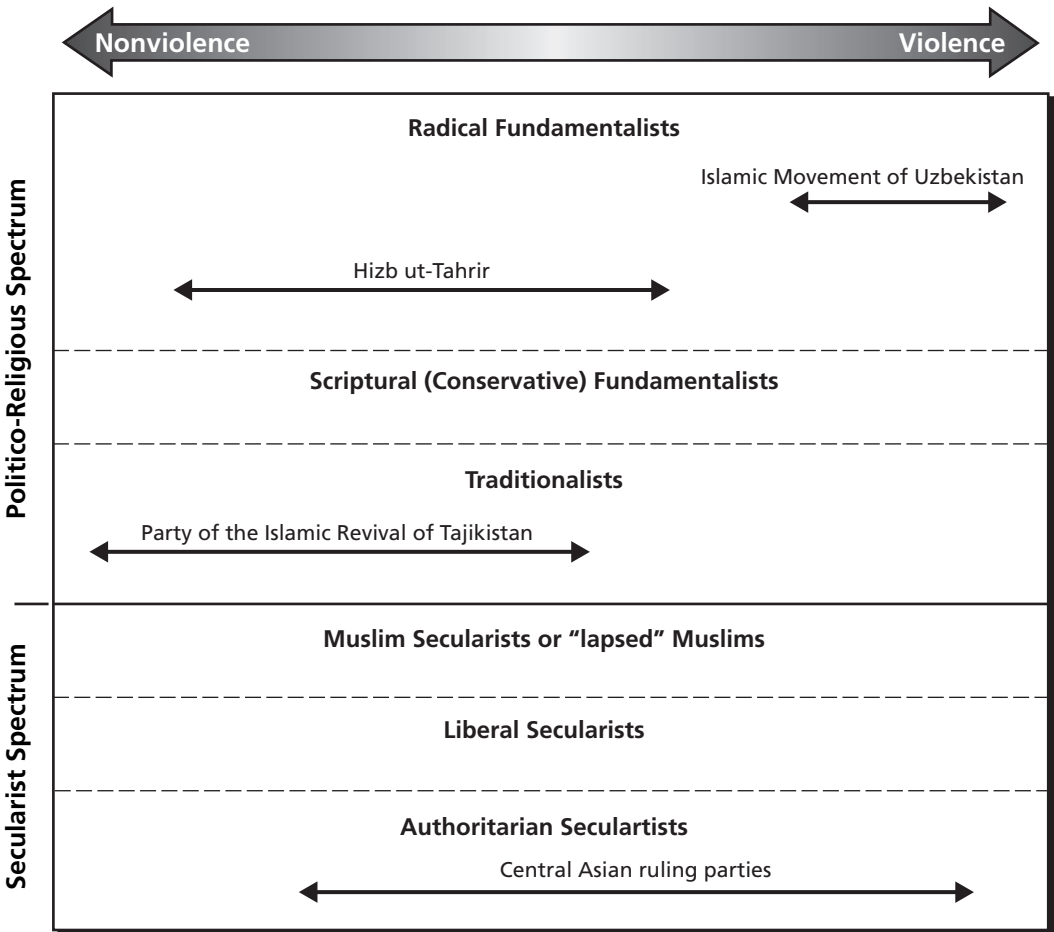 Nonviolence
Violence
Politico-Religious Spectrum
Radical Fundamentalists
Islamic Movement of Uzbekistan
Hizb ut-Tahrir
Scriptural (Conservative) Fundamentalists
Traditionalists
Party of the Islamic Revival of Tajikistan
Secularist Spectrum
Muslim Secularists or “lapsed” Muslims
Liberal Secularists
Authoritarian Seculartists
Central Asian ruling parties